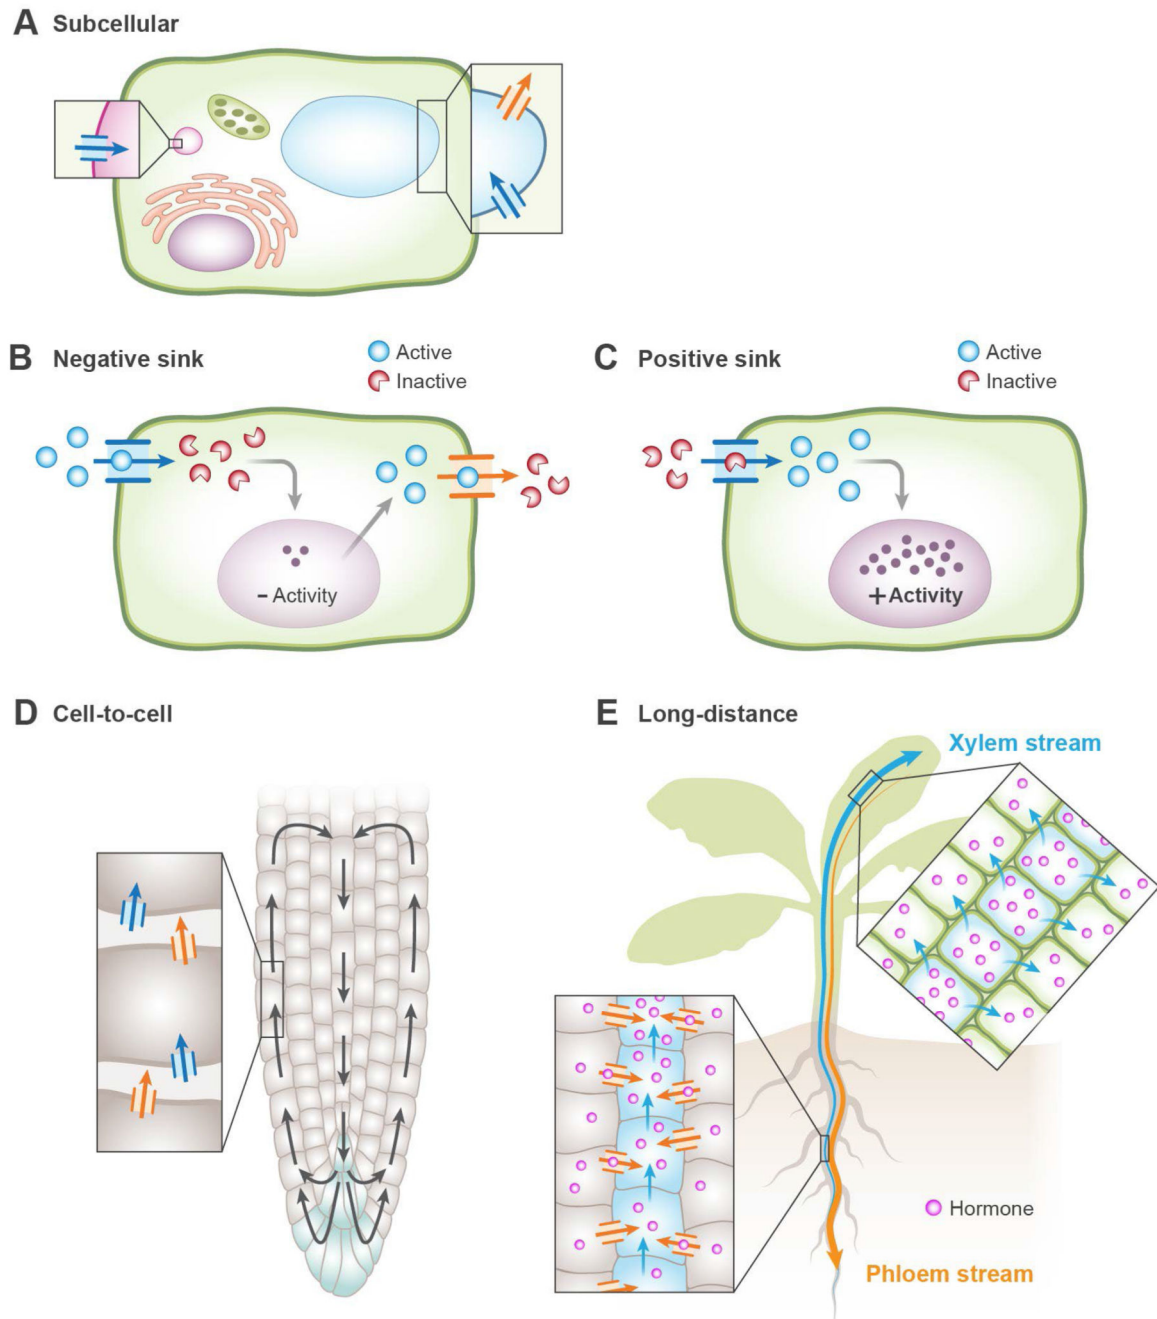 A Subcellular
B Negative sink
Active
Inactive
- Activity
C Positive sink
Active
Inactive
+Activity
D Cell-to-cell
E Long-distance
Xylem stream
Hormone
Phloem stream